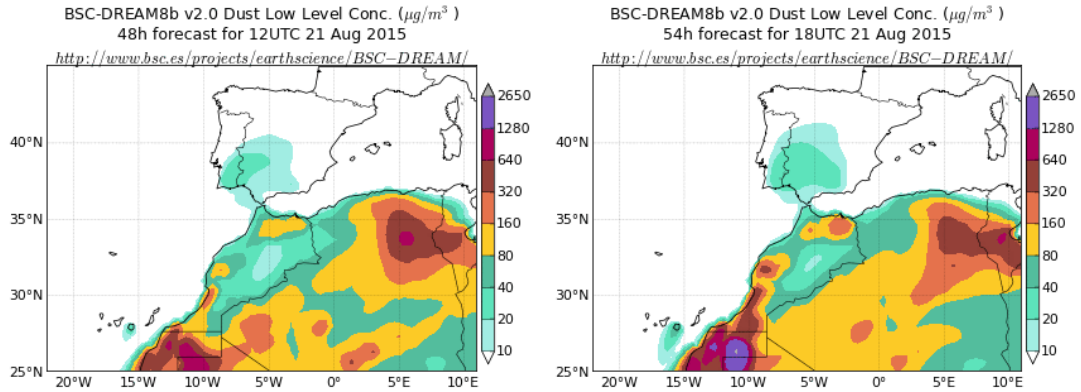 BSC-DREAM8b v2.0 Dust Low Level Conc. (μg/m³ )
48h forecast for 12UTC 21 Aug 2015
http://www.bsc.es/projects/earthscience/BSC−DREAM/
40°N
35°N
30°N
25°N
20°W
15°W
10°W
5°W
0°
5°E
10°E
2650
1280
640
320
160
80
40
20
10
BSC-DREAM8b v2.0 Dust Low Level Conc. (μg/m³ )
54h forecast for 18UTC 21 Aug 2015
http://www.bsc.es/projects/earthscience/BSC−DREAM/
40°N
35°N
30°N
25°N
20°W
15°W
10°W
5°W
0°
5°E
10°E
2650
1280
640
320
160
80
40
20
10